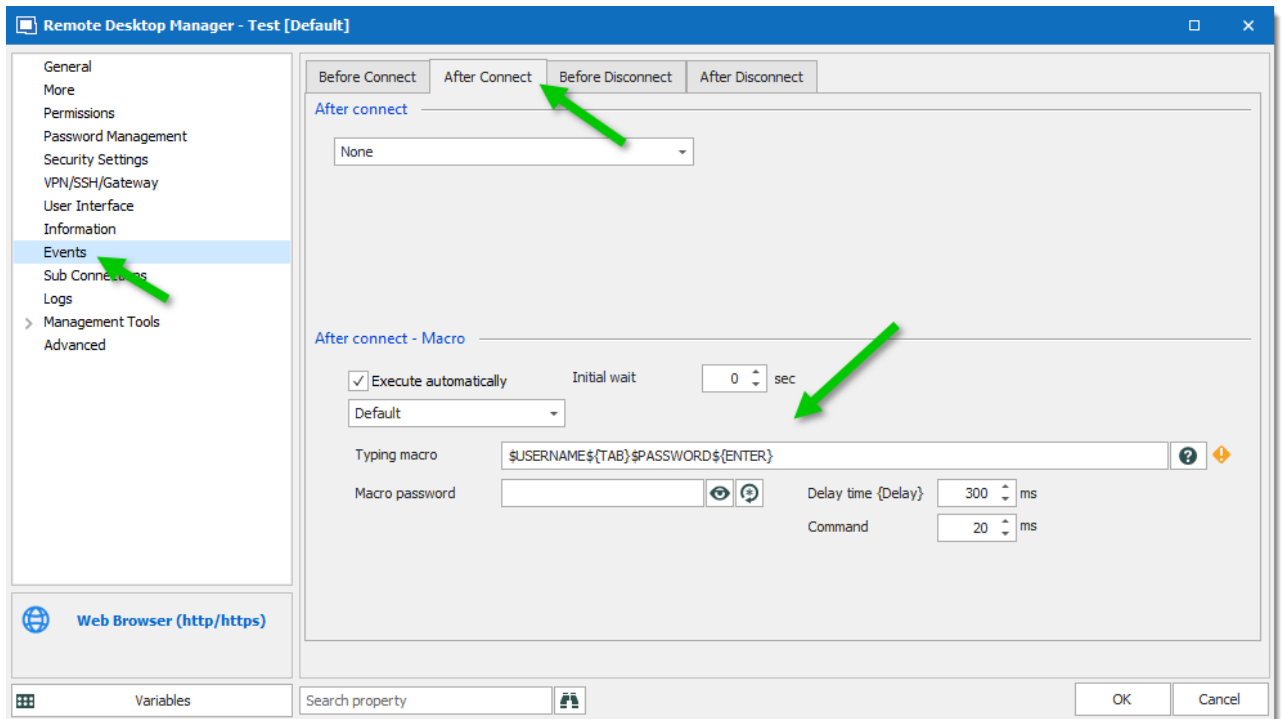 Remote Desktop Manager - Test [Default]
General
More
Permissions
Password Management
Security Settings
VPN/SSH/Gateway
User Interface
Information
Events
Sub Connections
Logs
Management Tools
Advanced
Web Browser (http/https)
Variables
Before Connect After Connect Before Disconnect After Disconnect
After connect
None
After connect - Macro
Execute automatically Initial wait 0 sec
Default
Typing macro $USERNAME${TAB}$PASSWORD${ENTER}
Macro password Delay time {Delay} 300 ms
Command 20 ms
Search property OK Cancel